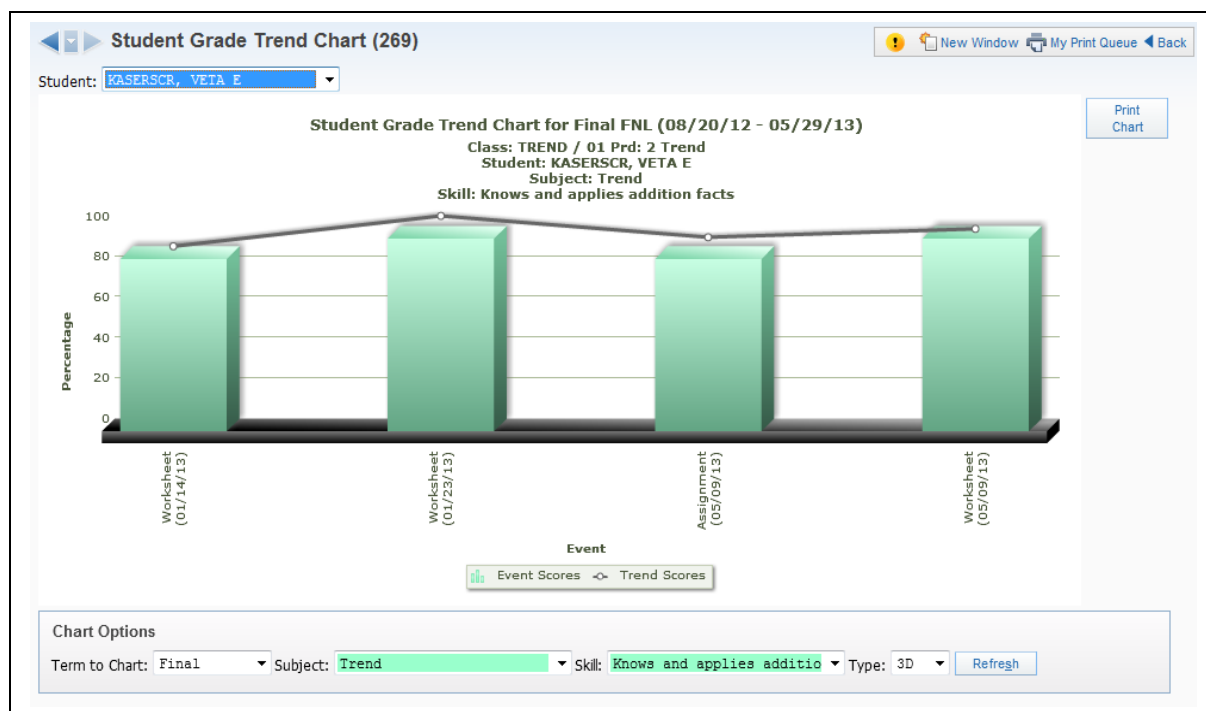 Student Grade Trend Chart (269)
! New Window My Print Queue Back
Student: KASERSCR, VETA E
Print
Chart
Student Grade Trend Chart for Final FNL (08/20/12 - 05/29/13)
Class: TREND / 01 Prd: 2 Trend
Student: KASERSCR, VETA E
Subject: Trend
Skill: Knows and applies addition facts
Percentage
100
80
60
40
20
0
Worksheet
(01/14/13)
Worksheet
(01/23/13)
Assignment
(05/09/13)
Worksheet
(05/09/13)
Event
Event Scores Trend Scores
Chart Options
Term to Chart: Final Subject: Trend Skill: Knows and applies additio Type: 3D Refresh